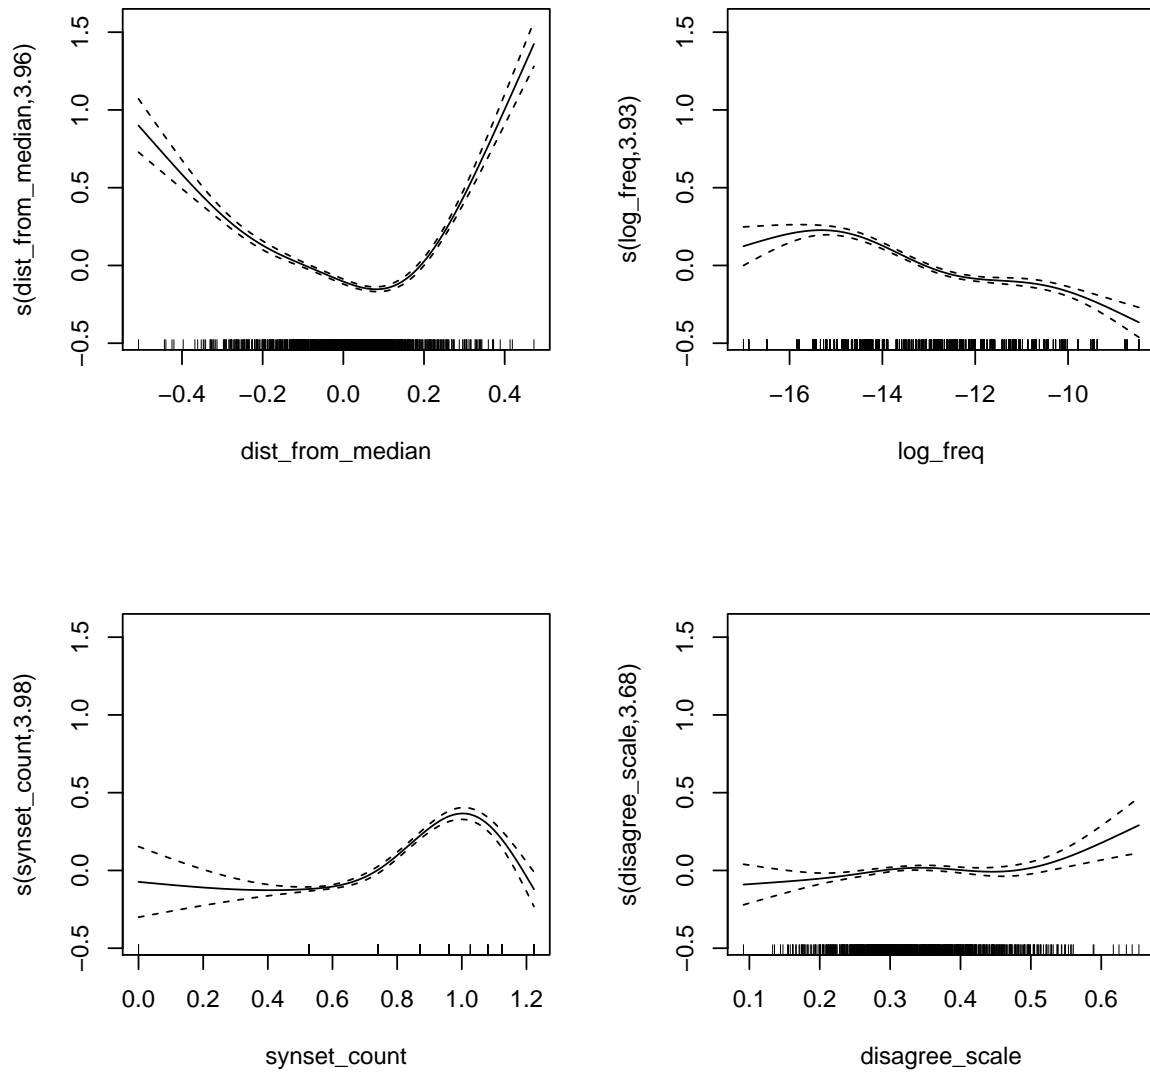 s(dist_from_median,3.96)
1.5
1.0
0.5
0.0
−0.5
−0.4 −0.2 0.0 0.2 0.4
dist_from_median
s(log_freq,3.93)
1.5
1.0
0.5
0.0
−0.5
−16 −14 −12 −10
log_freq
s(synset_count,3.98)
1.5
1.0
0.5
0.0
−0.5
0.0 0.2 0.4 0.6 0.8 1.0 1.2
synset_count
s(disagree_scale,3.68)
1.5
1.0
0.5
0.0
−0.5
0.1 0.2 0.3 0.4 0.5 0.6
disagree_scale